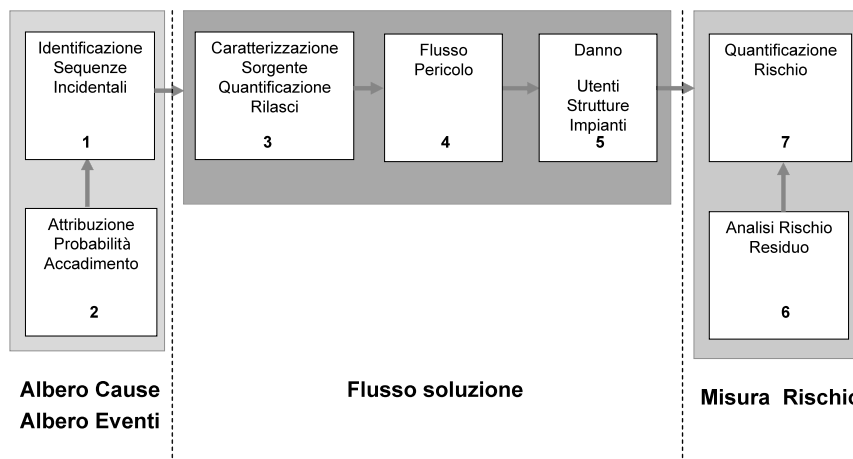 Identificazione
Sequenze
Incidentali
1
Attribuzione
Probabilità
Accadimento
2
Albero Cause
Albero Eventi
Caratterizzazione
Sorgente
Quantificazione
Rilasci
3
Flusso
Pericolo
4
Danno
Utenti
Strutture
Impianti
5
Flusso soluzione
Quantificazione
Rischio
7
Analisi Rischio
Residuo
6
Misura Rischio